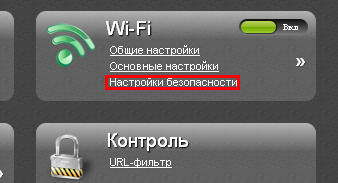 Wi-Fi
Вкл
Общие настройки
Основные настройки
Настройки безопасности
»
Контроль
URL-фильтр